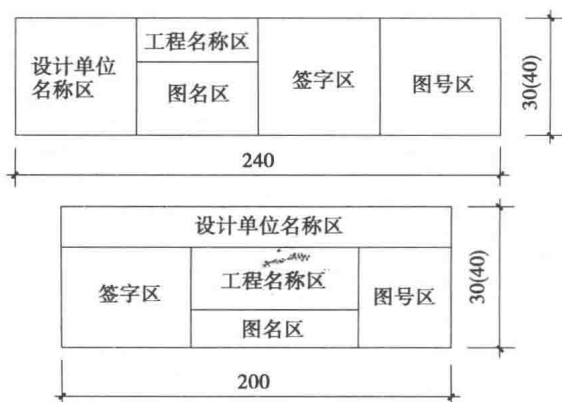 设计单位
名称区
工程名称区
图名区
签字区
图号区
30(40)
240
设计单位名称区
签字区
工程名称区
图名区
图号区
30(40)
200